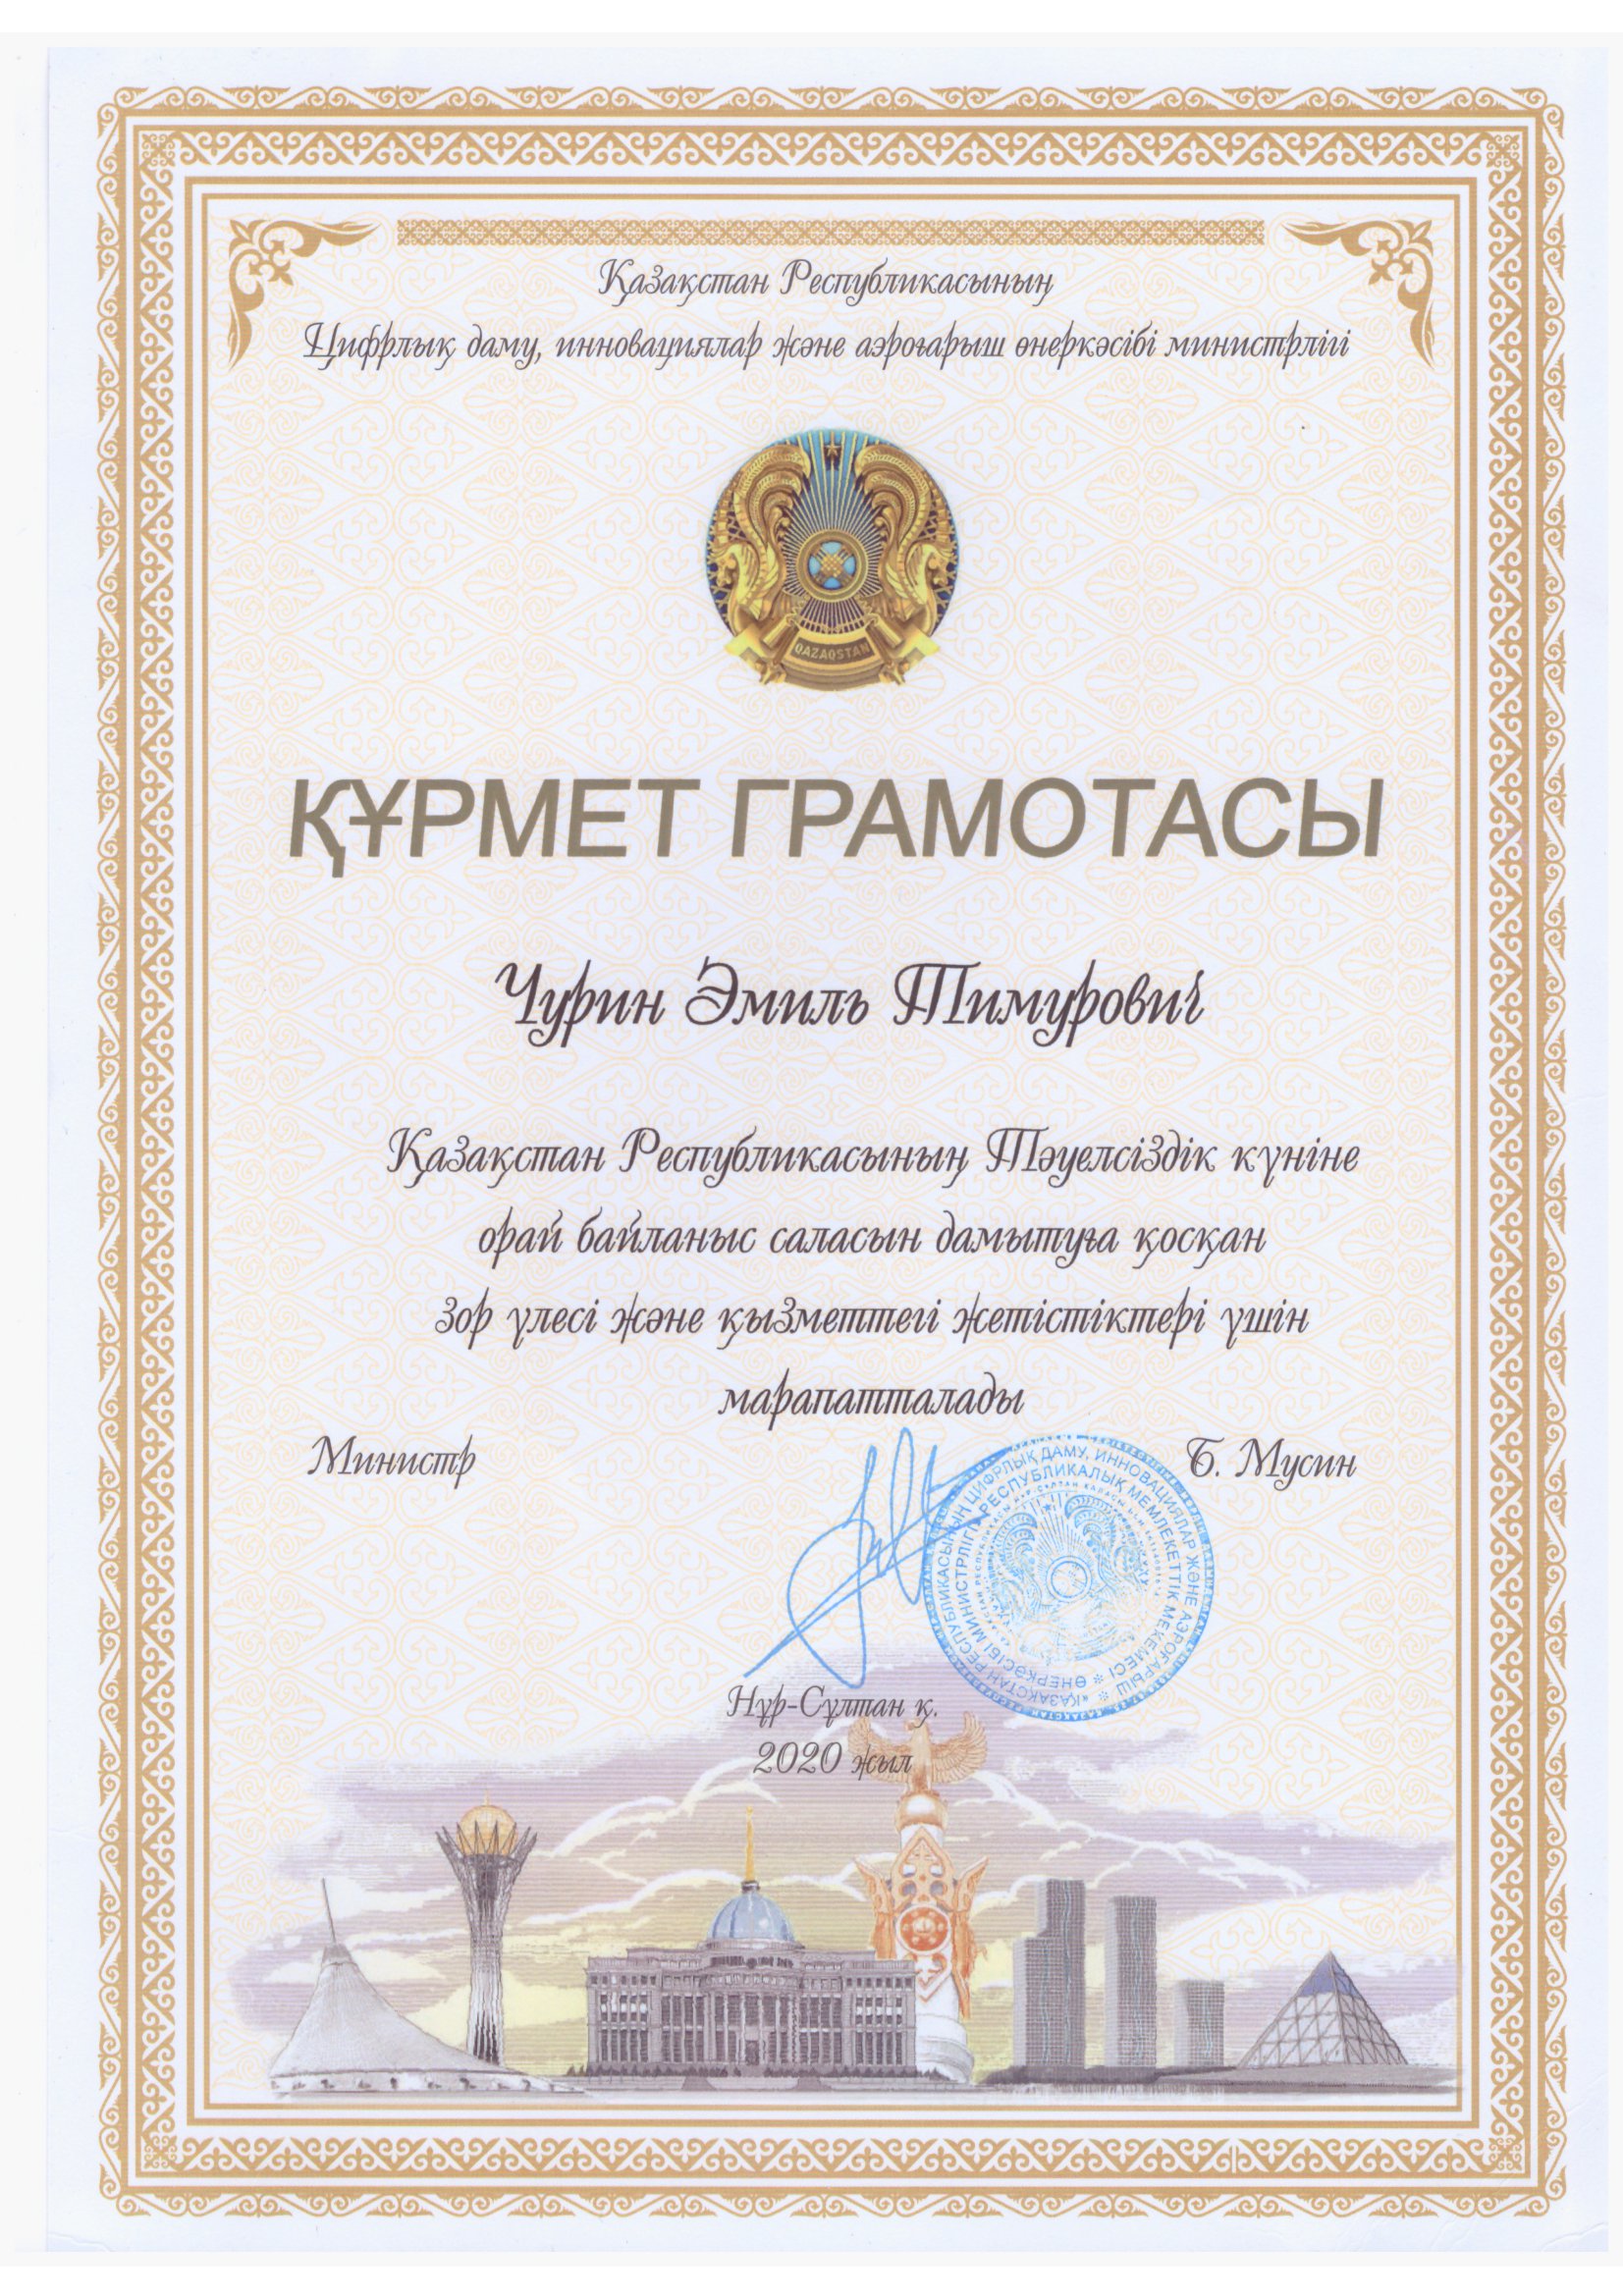 Қазақстан Республикасының
Цифрлық даму, инновациялар және аэроғарыш өнеркәсібі министрлігі
QAZAQSTAN
ҚҰРМЕТ ГРАМОТАСЫ
Чурин Эмиль Тимурович
Қазақстан Республикасының Тәуелсіздік күніне
орай байланыс саласын дамытуға қосқан
зор үлесі және қызметтегі жетістіктері үшін
марапатталады
Министр
Б. Мусин
«ҚАЗАҚСТАН РЕСПУБЛИКАСЫНЫҢ ЦИФРЛЫҚ ДАМУ, ИННОВАЦИЯЛАР ЖӘНЕ АЭРОҒАРЫШ
ӨНЕРКӘСІБІ МИНИСТРЛІГІ» РЕСПУБЛИКАЛЫҚ МЕМЛЕКЕТТІК МЕКЕМЕСІ
Нұр-Сұлтан қ.
2020 жыл